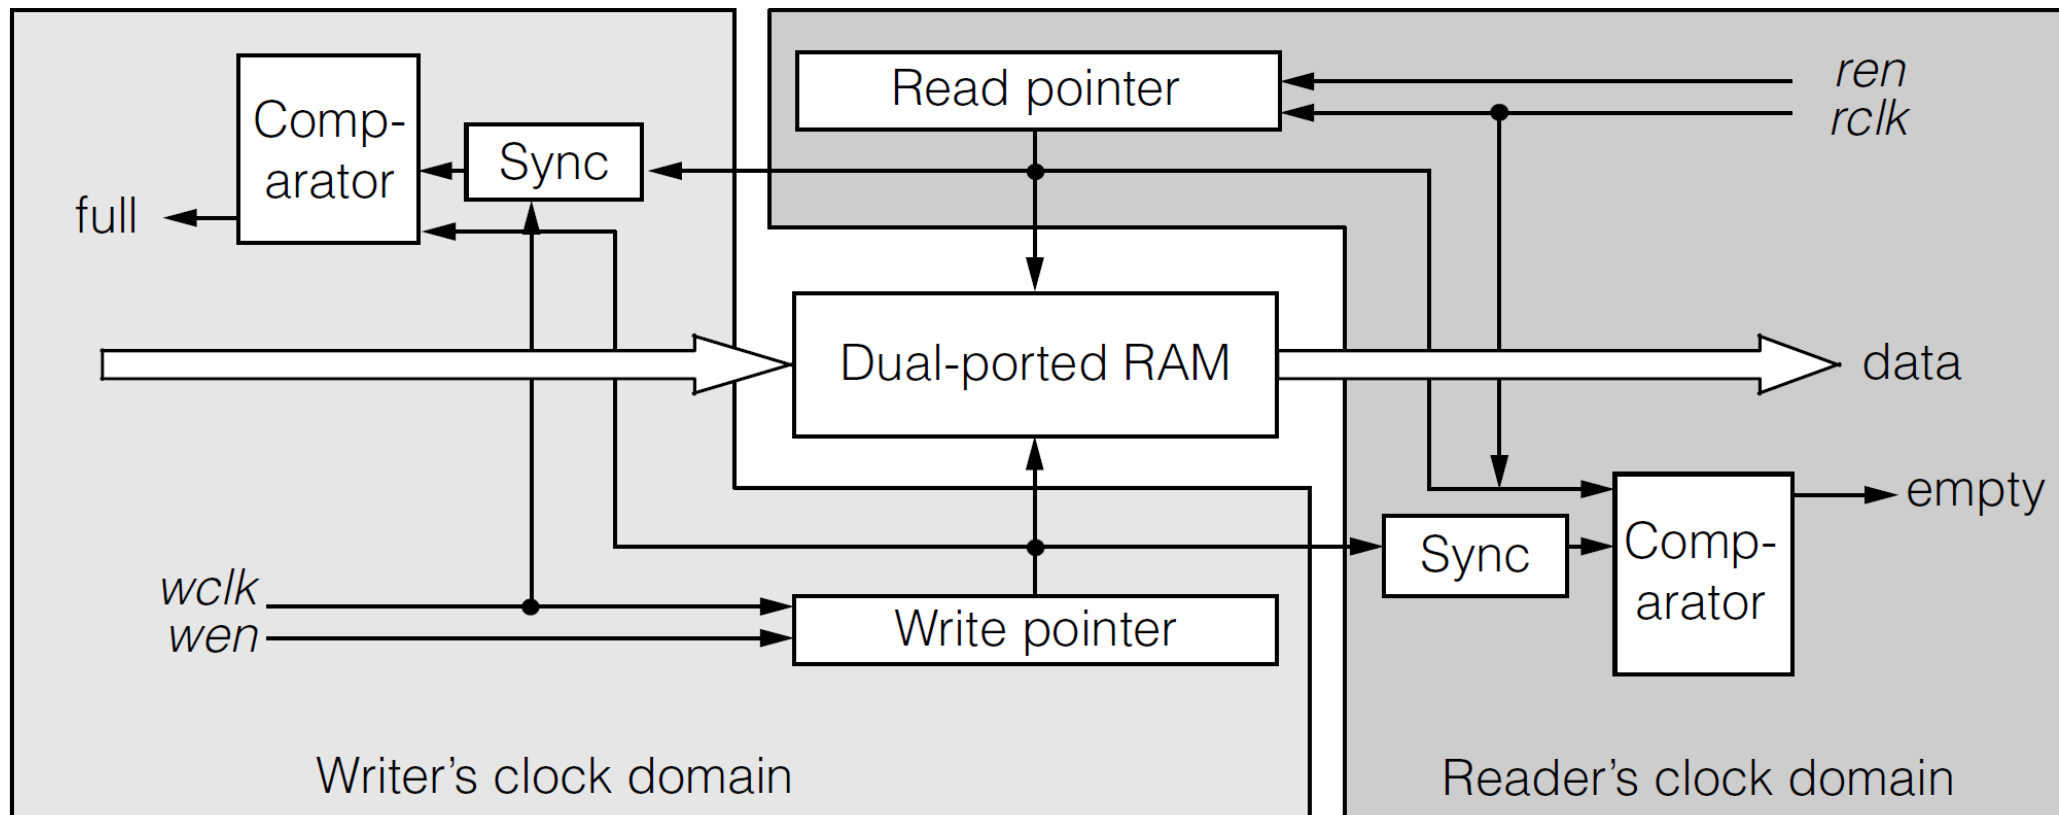 Comp-
arator
Sync
full
Read pointer
ren
rclk
Dual-ported RAM
data
empty
Sync
Comp-
arator
wclk
wen
Write pointer
Writer’s clock domain
Reader’s clock domain